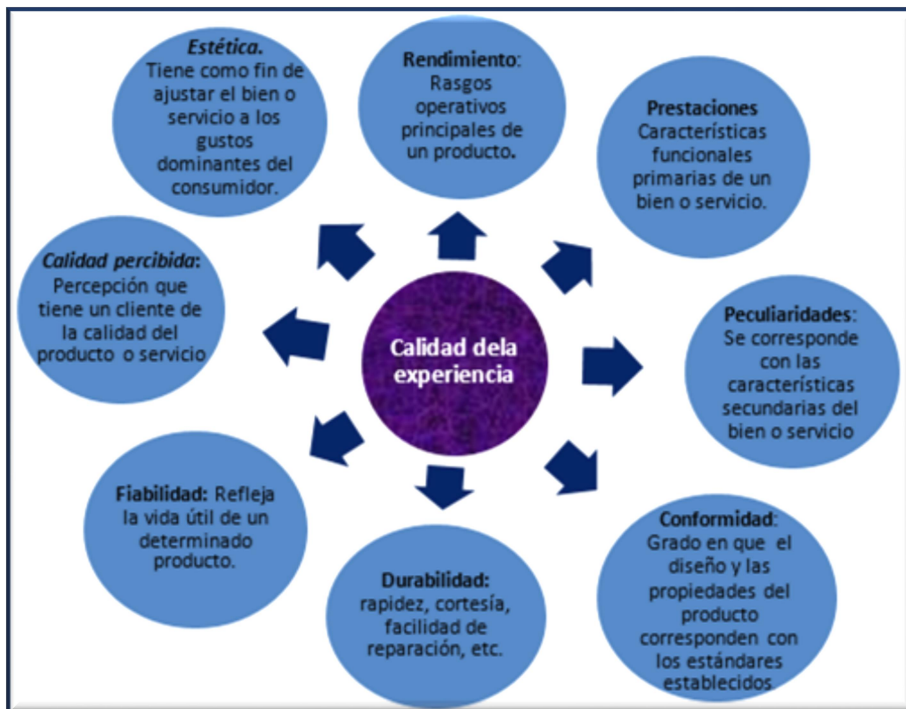 Estética.
Tiene como fin de
ajustar el bien o
servicio a los
gustos
dominantes del
consumidor.
Rendimiento:
Rasgos
operativos
principales de
un producto.
Prestaciones
Características
funcionales
primarias de un
bien o servicio.
Calidad percibida:
Percepción que
tiene un cliente de
la calidad del
producto o servicio
Calidad dela
experiencia
Peculiaridades:
Se corresponde
con las
características
secundarias del
bien o servicio
Fiabilidad: Refleja
la vida útil de un
determinado
producto.
Durabilidad:
rapidez, cortesía,
facilidad de
reparación, etc.
Conformidad:
Grado en que el
diseño y las
propiedades del
producto
corresponden con
los estándares
establecidos